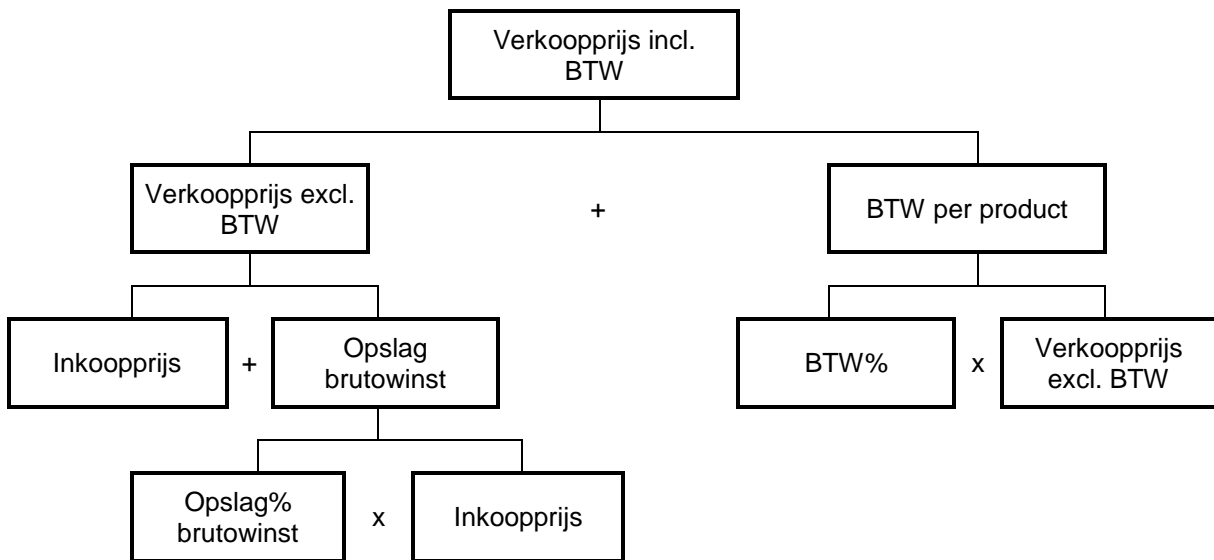 Verkoopprijs incl.
BTW
Verkoopprijs excl.
BTW
+
BTW per product
Inkoopprijs
+
Opslag
brutowinst
BTW%
x
Verkoopprijs
excl. BTW
Opslag%
brutowinst
x
Inkoopprijs